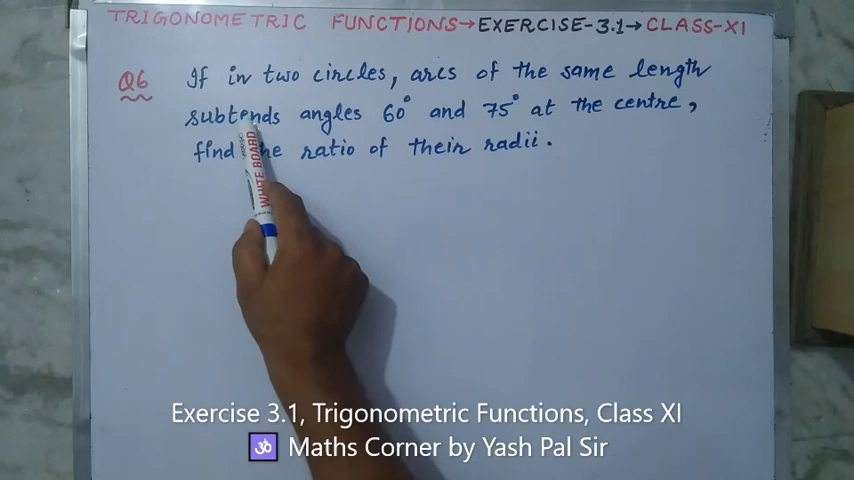 TRIGONOMETRIC FUNCTIONS→EXERCISE-3.1→CLASS-XI
Q6 If in two circles, arcs of the same length
subtends angles 60° and 75° at the centre,
find the ratio of their radii.
WHITE BOARD
Exercise 3.1, Trigonometric Functions, Class XI
🕉 Maths Corner by Yash Pal Sir